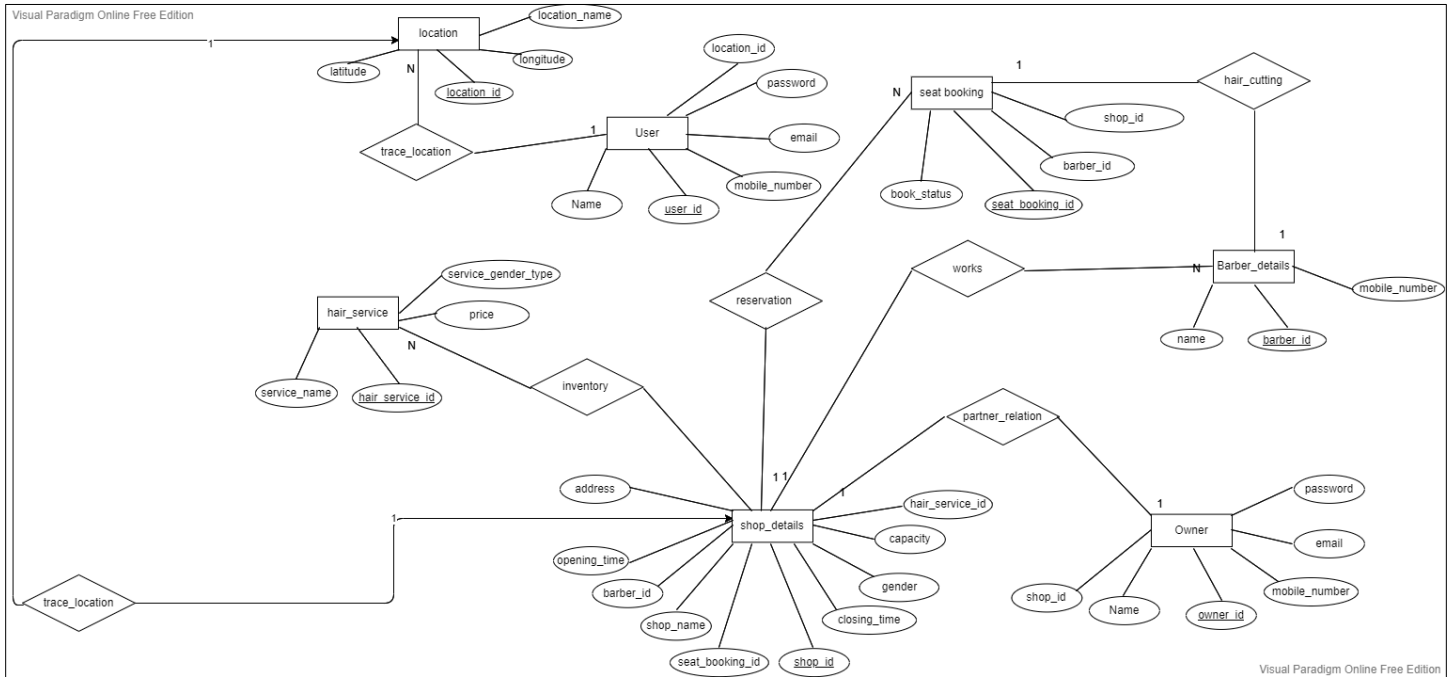 Visual Paradigm Online Free Edition
location
location_name
latitude
longitude
location_id
1
N
trace_location
1
User
location_id
password
email
mobile_number
Name
user_id
seat booking
1
N
hair_cutting
shop_id
barber_id
book_status
seat_booking_id
1
Barber_details
N
mobile_number
name
barber_id
works
reservation
hair_service
service_gender_type
price
N
service_name
hair_service_id
inventory
partner_relation
1 1
1
1
shop_details
address
opening_time
barber_id
shop_name
seat_booking_id
shop_id
closing_time
gender
capacity
hair_service_id
Owner
password
email
mobile_number
shop_id
Name
owner_id
1
trace_location
Visual Paradigm Online Free Edition